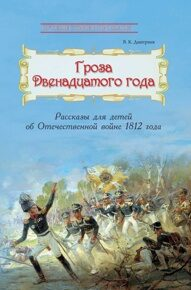 В. К. Дмитриев
Гроза
Двенадцатого года
Рассказы для детей
об Отечественной войне 1812 года